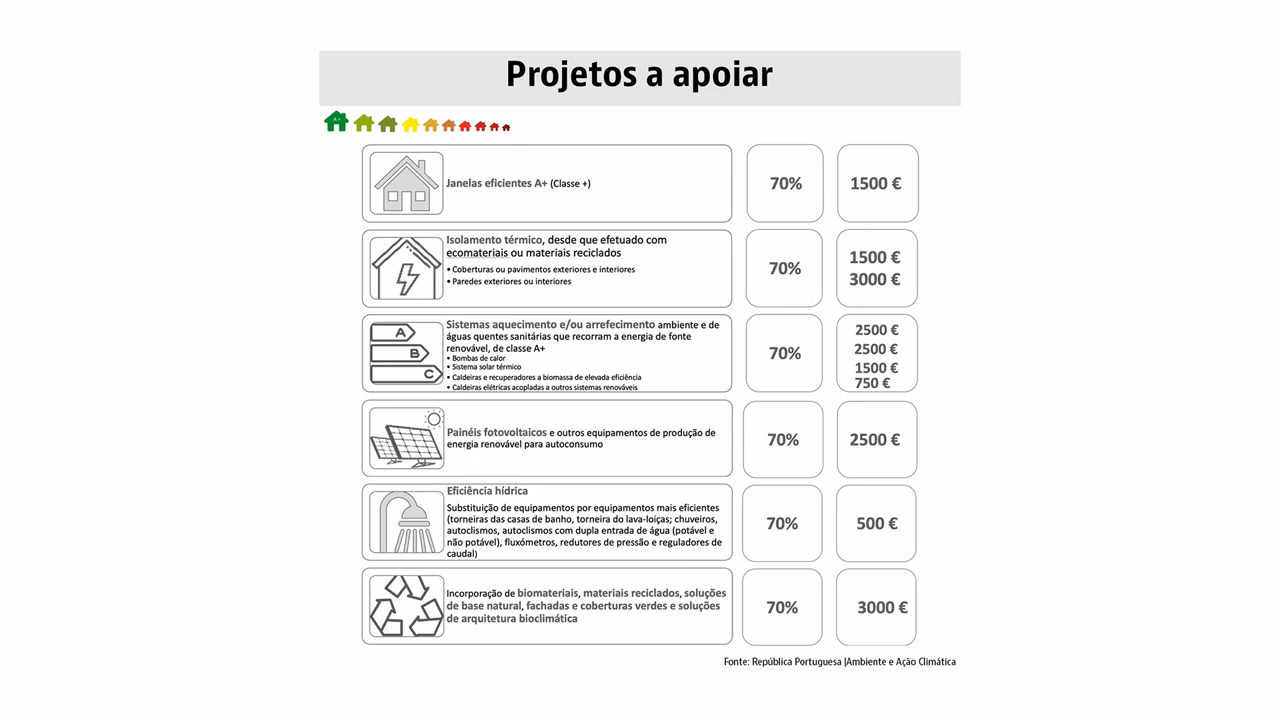 Projetos a apoiar
A+
Janelas eficientes A+ (Classe +)
70%
1500 €
Isolamento térmico, desde que efetuado com
ecomateriais ou materiais reciclados
• Coberturas ou pavimentos exteriores e interiores
• Paredes exteriores ou interiores
70%
1500 €
3000 €
A
B
C
Sistemas aquecimento e/ou arrefecimento ambiente e de
águas quentes sanitárias que recorram a energia de fonte
renovável, de classe A+
• Bombas de calor
• Sistema solar térmico
• Caldeiras e recuperadores a biomassa de elevada eficiência
• Caldeiras elétricas acopladas a outros sistemas renováveis
70%
2500 €
2500 €
1500 €
750 €
Painéis fotovoltaicos e outros equipamentos de produção de
energia renovável para autoconsumo
70%
2500 €
Eficiência hídrica
Substituição de equipamentos por equipamentos mais eficientes
(torneiras das casas de banho, torneira do lava-loiças; chuveiros,
autoclismos, autoclismos com dupla entrada de água (potável e
não potável), fluxómetros, redutores de pressão e reguladores de
caudal)
70%
500 €
Incorporação de biomateriais, materiais reciclados, soluções
de base natural, fachadas e coberturas verdes e soluções
de arquitetura bioclimática
70%
3000 €
Fonte: República Portuguesa |Ambiente e Ação Climática